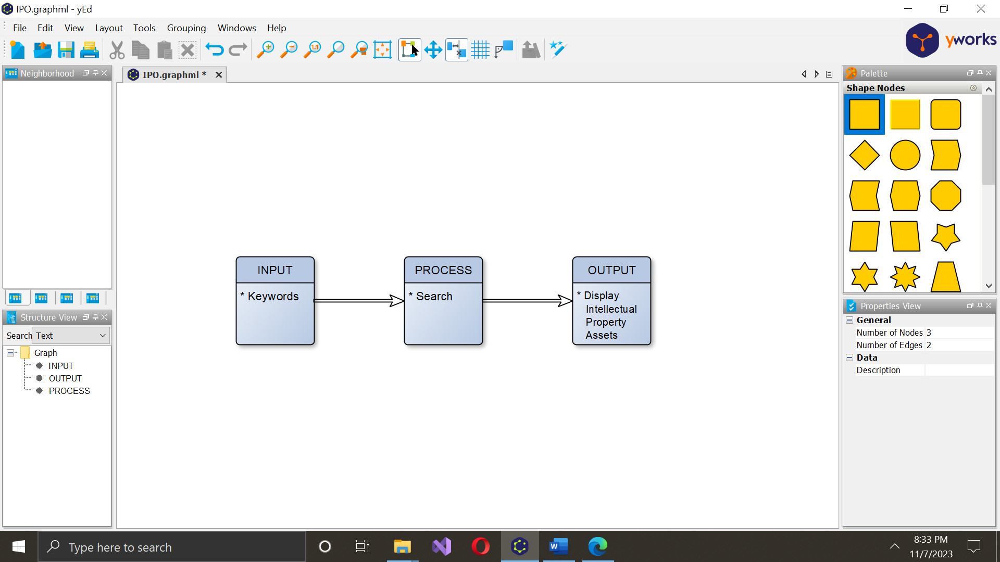 IPO.graphml - yEd
File Edit View Layout Tools Grouping Windows Help
1:1
yworks
Neighborhood
IPO.graphml *
Palette
Shape Nodes
INPUT
* Keywords
PROCESS
* Search
OUTPUT
* Display
Intellectual
Property
Assets
Structure View
Search Text
Graph
INPUT
OUTPUT
PROCESS
Properties View
General
Number of Nodes 3
Number of Edges 2
Data
Description
Type here to search
W
8:33 PM
11/7/2023